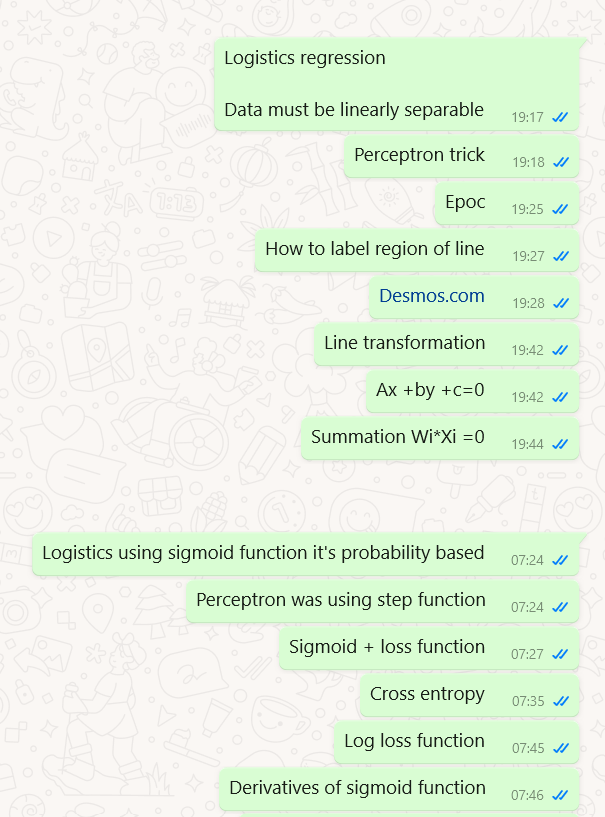 Logistics regression
Data must be linearly separable 19:17
Perceptron trick 19:18
Epoc 19:25
How to label region of line 19:27
Desmos.com 19:28
Line transformation 19:42
Ax +by +c=0 19:42
Summation Wi*Xi =0 19:44
Logistics using sigmoid function it's probability based 07:24
Perceptron was using step function 07:24
Sigmoid + loss function 07:27
Cross entropy 07:35
Log loss function 07:45
Derivatives of sigmoid function 07:46